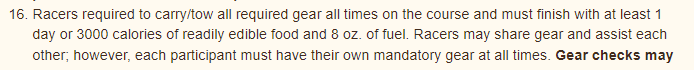 16. Racers required to carry/tow all required gear all times on the course and must finish with at least 1
day or 3000 calories of readily edible food and 8 oz. of fuel. Racers may share gear and assist each
other; however, each participant must have their own mandatory gear at all times. Gear checks may